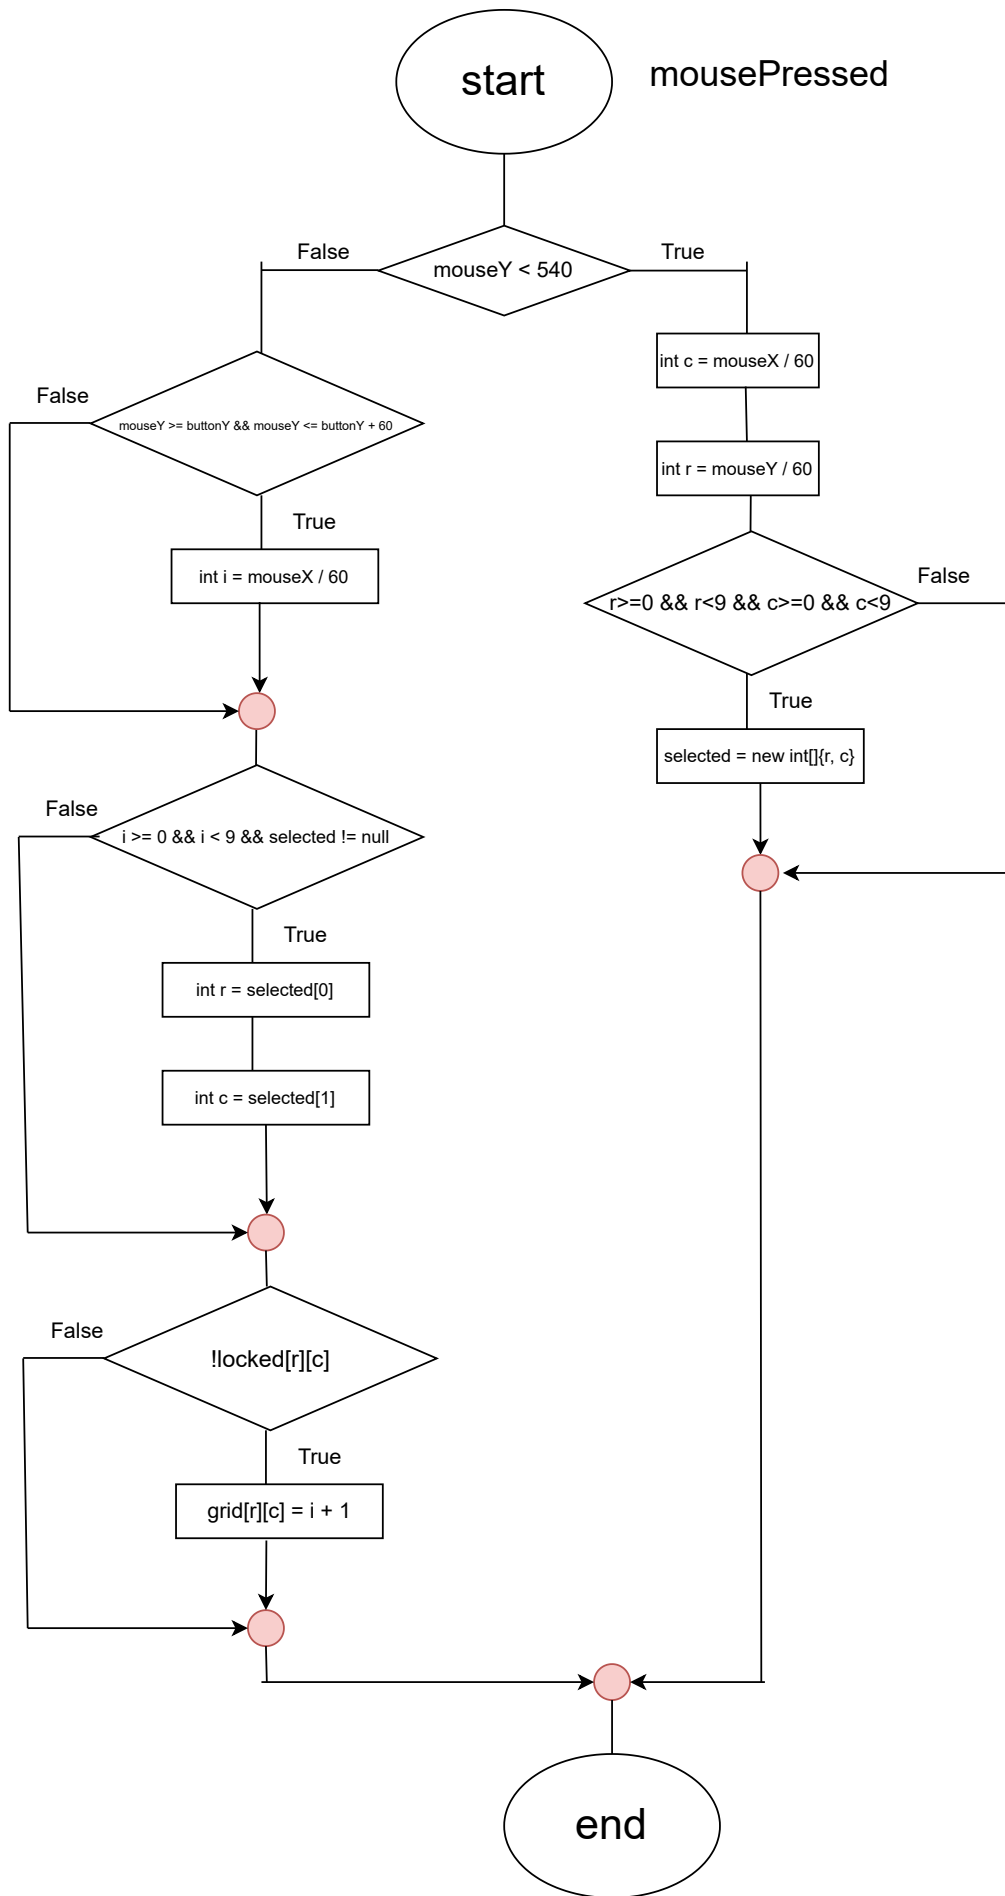 start
mousePressed
False
True
mouseY < 540
int c = mouseX / 60
False
mouseY >= buttonY && mouseY <= buttonY + 60
int r = mouseY / 60
True
int i = mouseX / 60
False
r>=0 && r<9 && c>=0 && c<9
True
selected = new int[]{r, c}
False
i >= 0 && i < 9 && selected != null
True
int r = selected[0]
int c = selected[1]
False
!locked[r][c]
True
grid[r][c] = i + 1
end